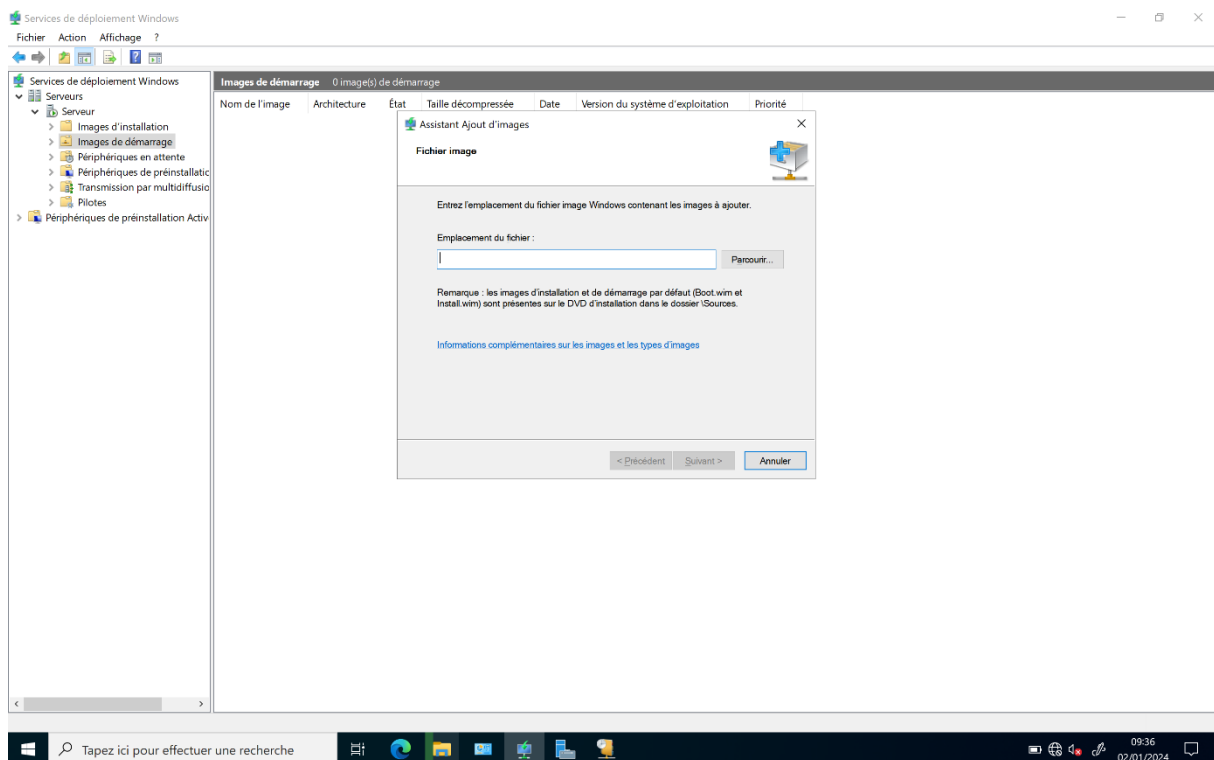 Services de déploiement Windows
Fichier Action Affichage ?
Services de déploiement Windows
Serveurs
Serveur
Images d'installation
Images de démarrage
Périphériques en attente
Périphériques de préinstallatic
Transmission par multidiffusio
Pilotes
Périphériques de préinstallation Activ
Images de démarrage 0 image(s) de démarrage
Nom de l'image Architecture État Taille décompressée Date Version du système d'exploitation Priorité
Assistant Ajout d'images
Fichier image
Entrez l'emplacement du fichier image Windows contenant les images à ajouter.
Emplacement du fichier :
Parcourir...
Remarque : les images d'installation et de démarrage par défaut (Boot.wim et
Install.wim) sont présentes sur le DVD d'installation dans le dossier \Sources.
Informations complémentaires sur les images et les types d'images
< Précédent Suivant > Annuler
Tapez ici pour effectuer une recherche
09:36
02/01/2024